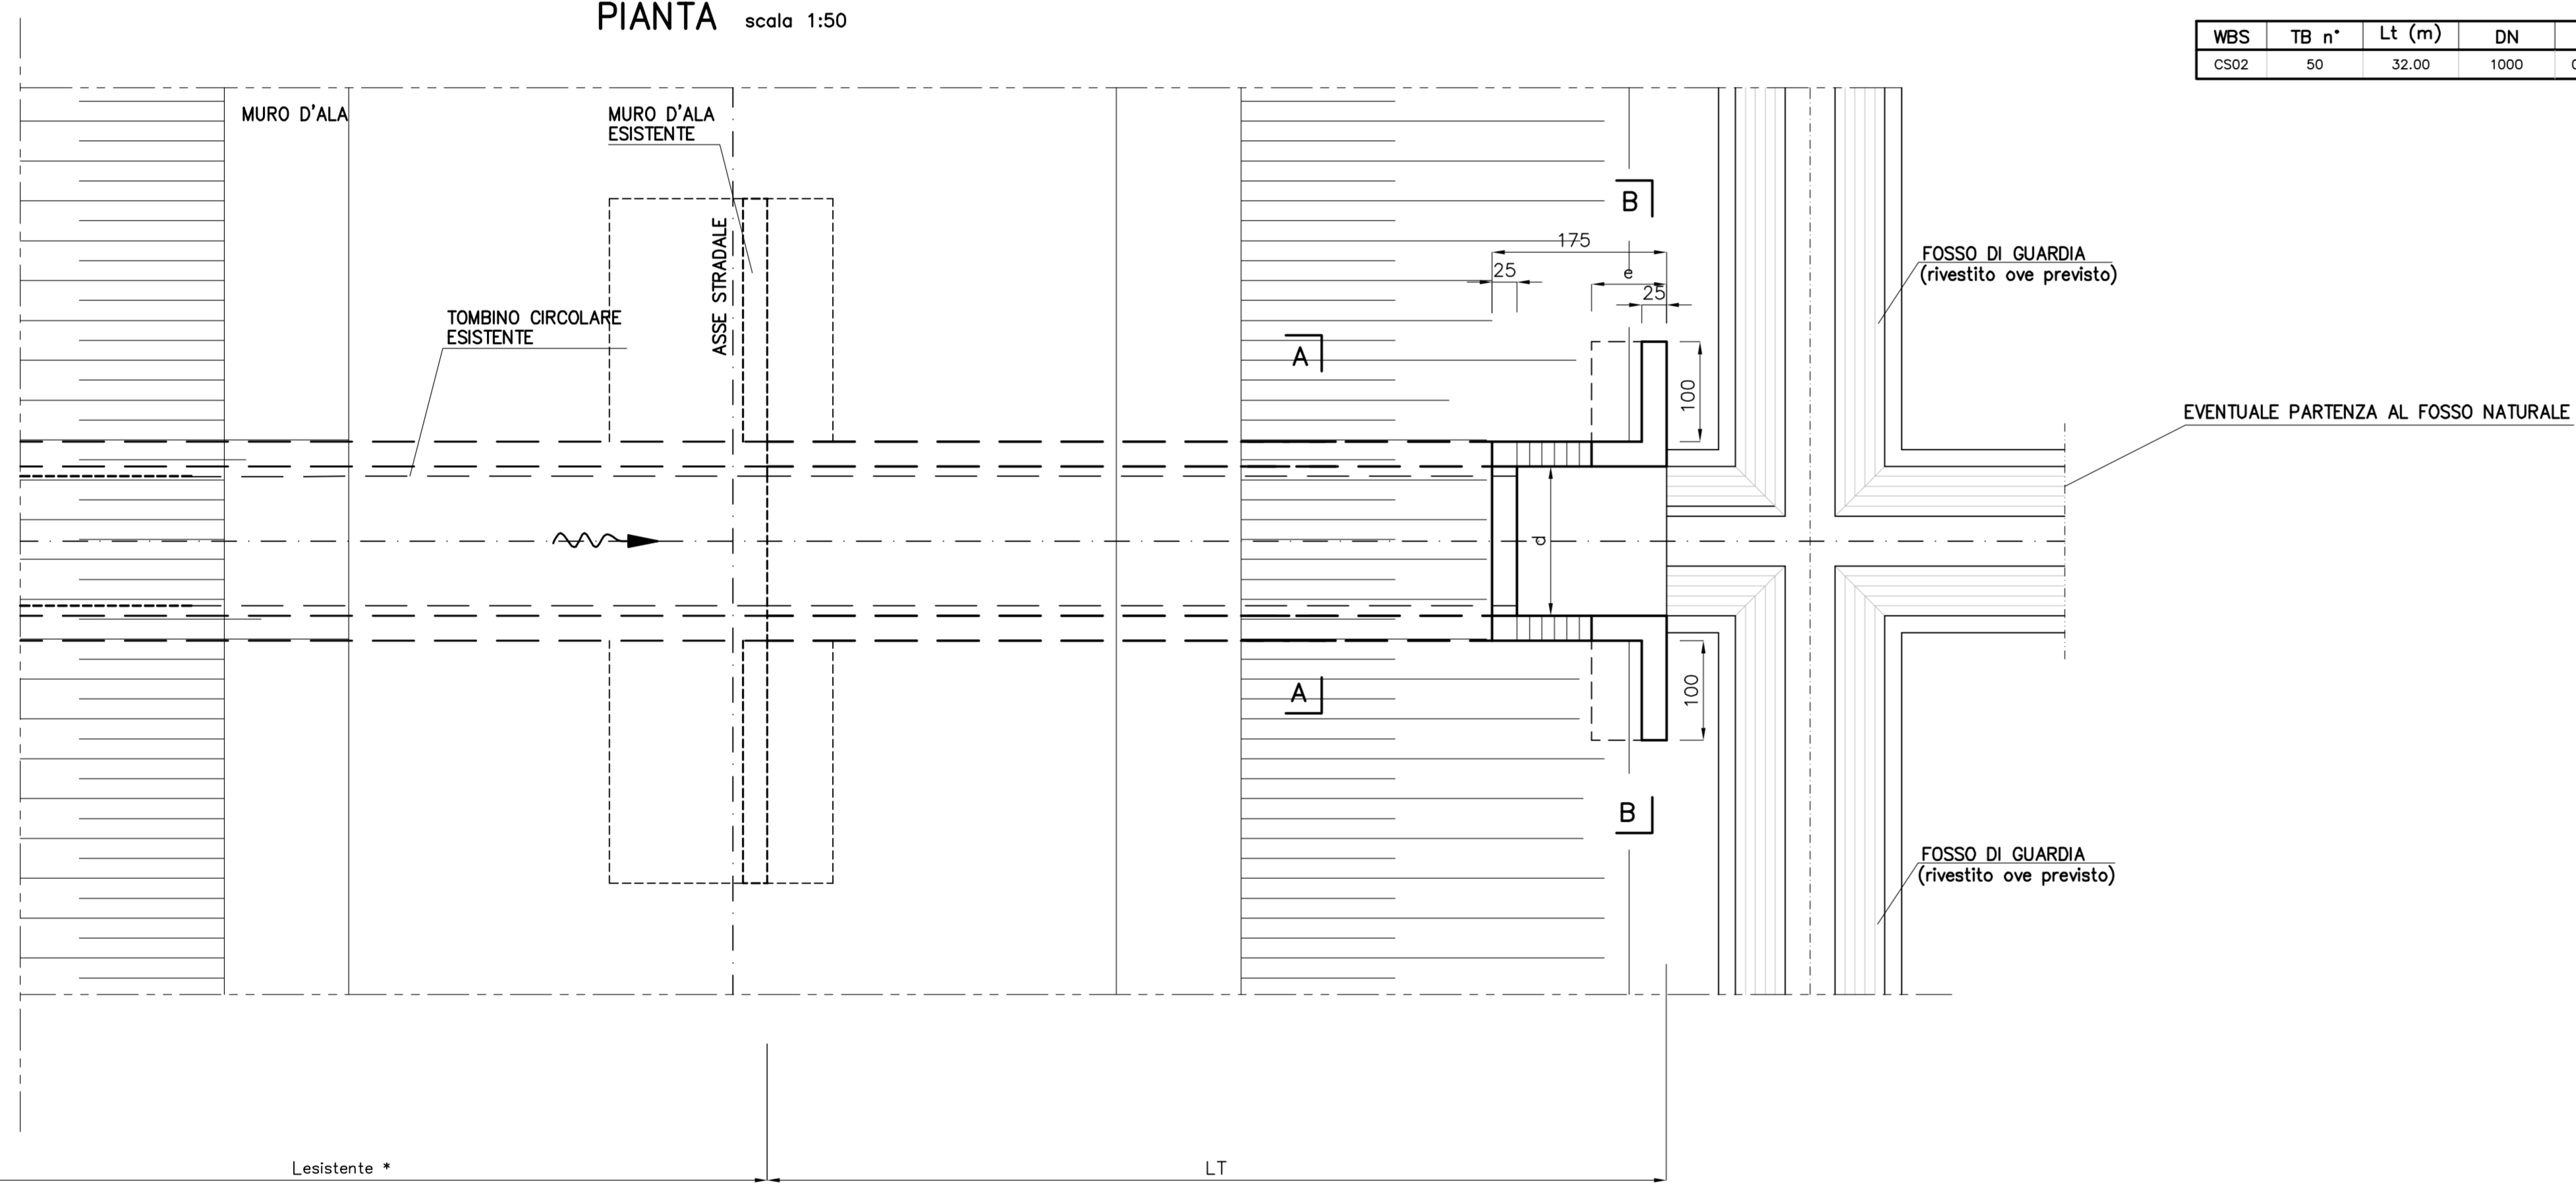 PIANTA scala 1:50
WBS TB n° Lt (m) DN
CS02 50 32.00 1000
MURO D'ALA
MURO D'ALA
ESISTENTE
ASSE STRADALE
TOMBINO CIRCOLARE
ESISTENTE
B
175
25
e
25
A
100
FOSSO DI GUARDIA
(rivestito ove previsto)
EVENTUALE PARTENZA AL FOSSO NATURALE
d
A
100
B
FOSSO DI GUARDIA
(rivestito ove previsto)
Lesistente *
LT